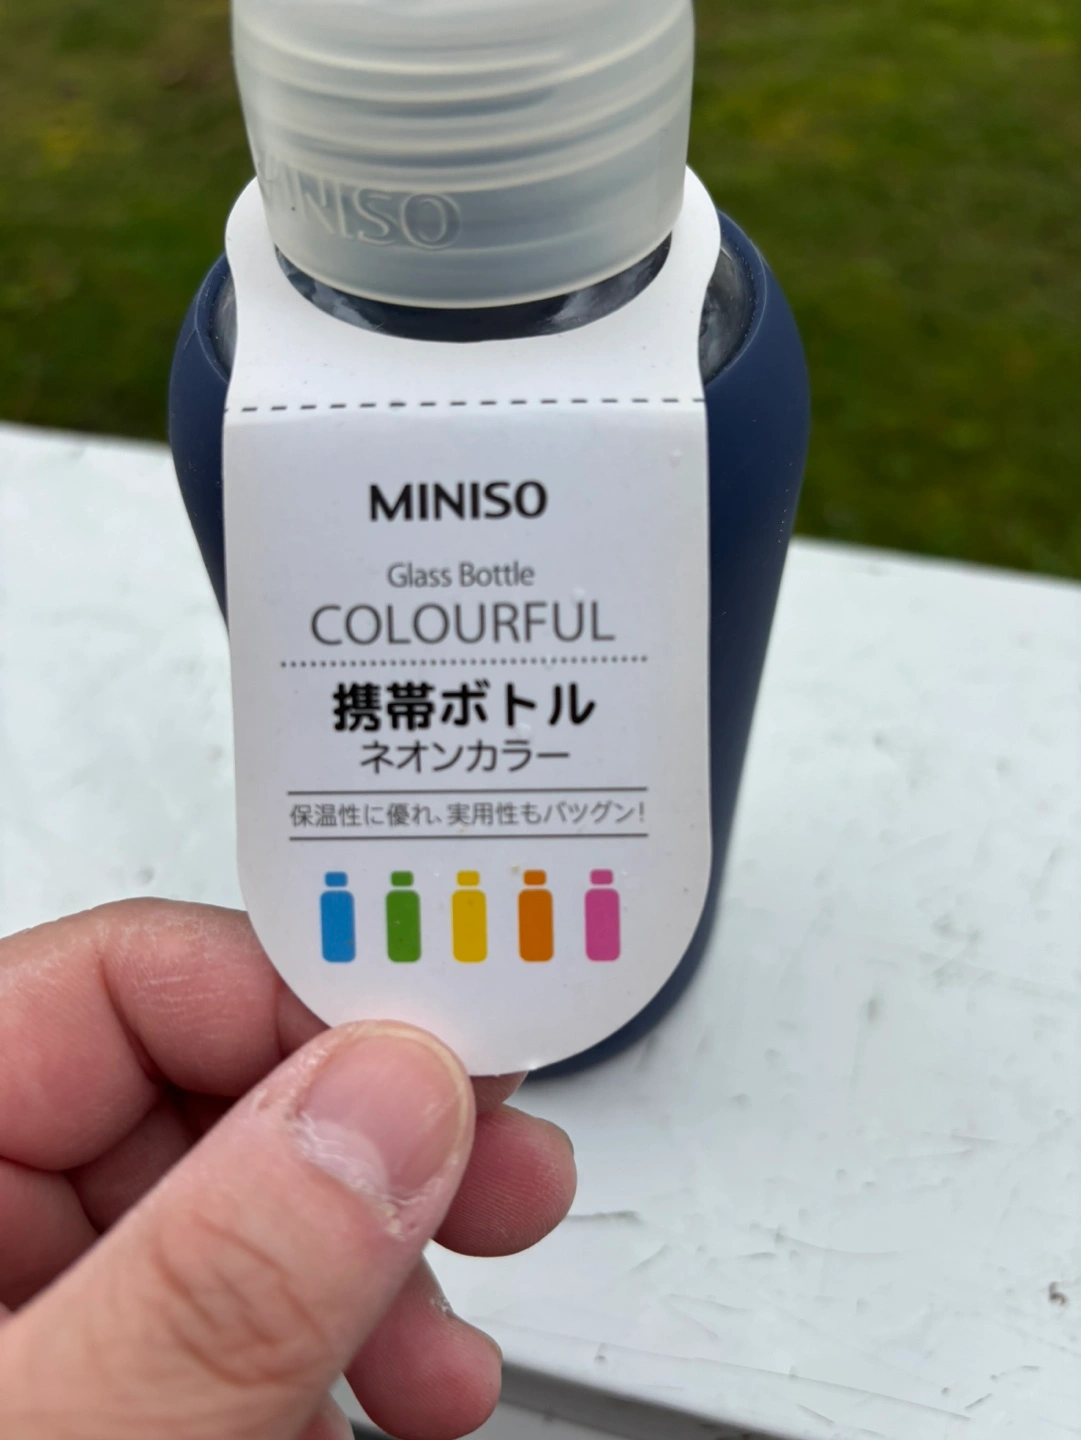 MINISO
MINISO
Glass Bottle
COLOURFUL
携帯ボトル
ネオンカラー
保温性に優れ、実用性もバツグン!